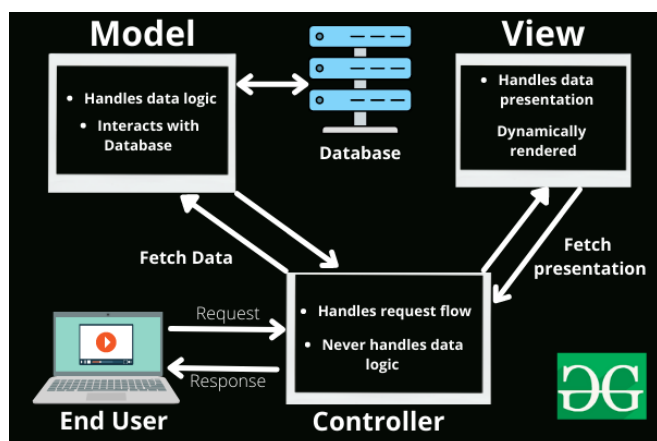 Model
View
Handles data logic
Interacts with
Database
Database
Handles data
presentation
Dynamically
rendered
Fetch Data
Fetch
presentation
Request
Response
Handles request flow
Never handles data
logic
End User
Controller
GG